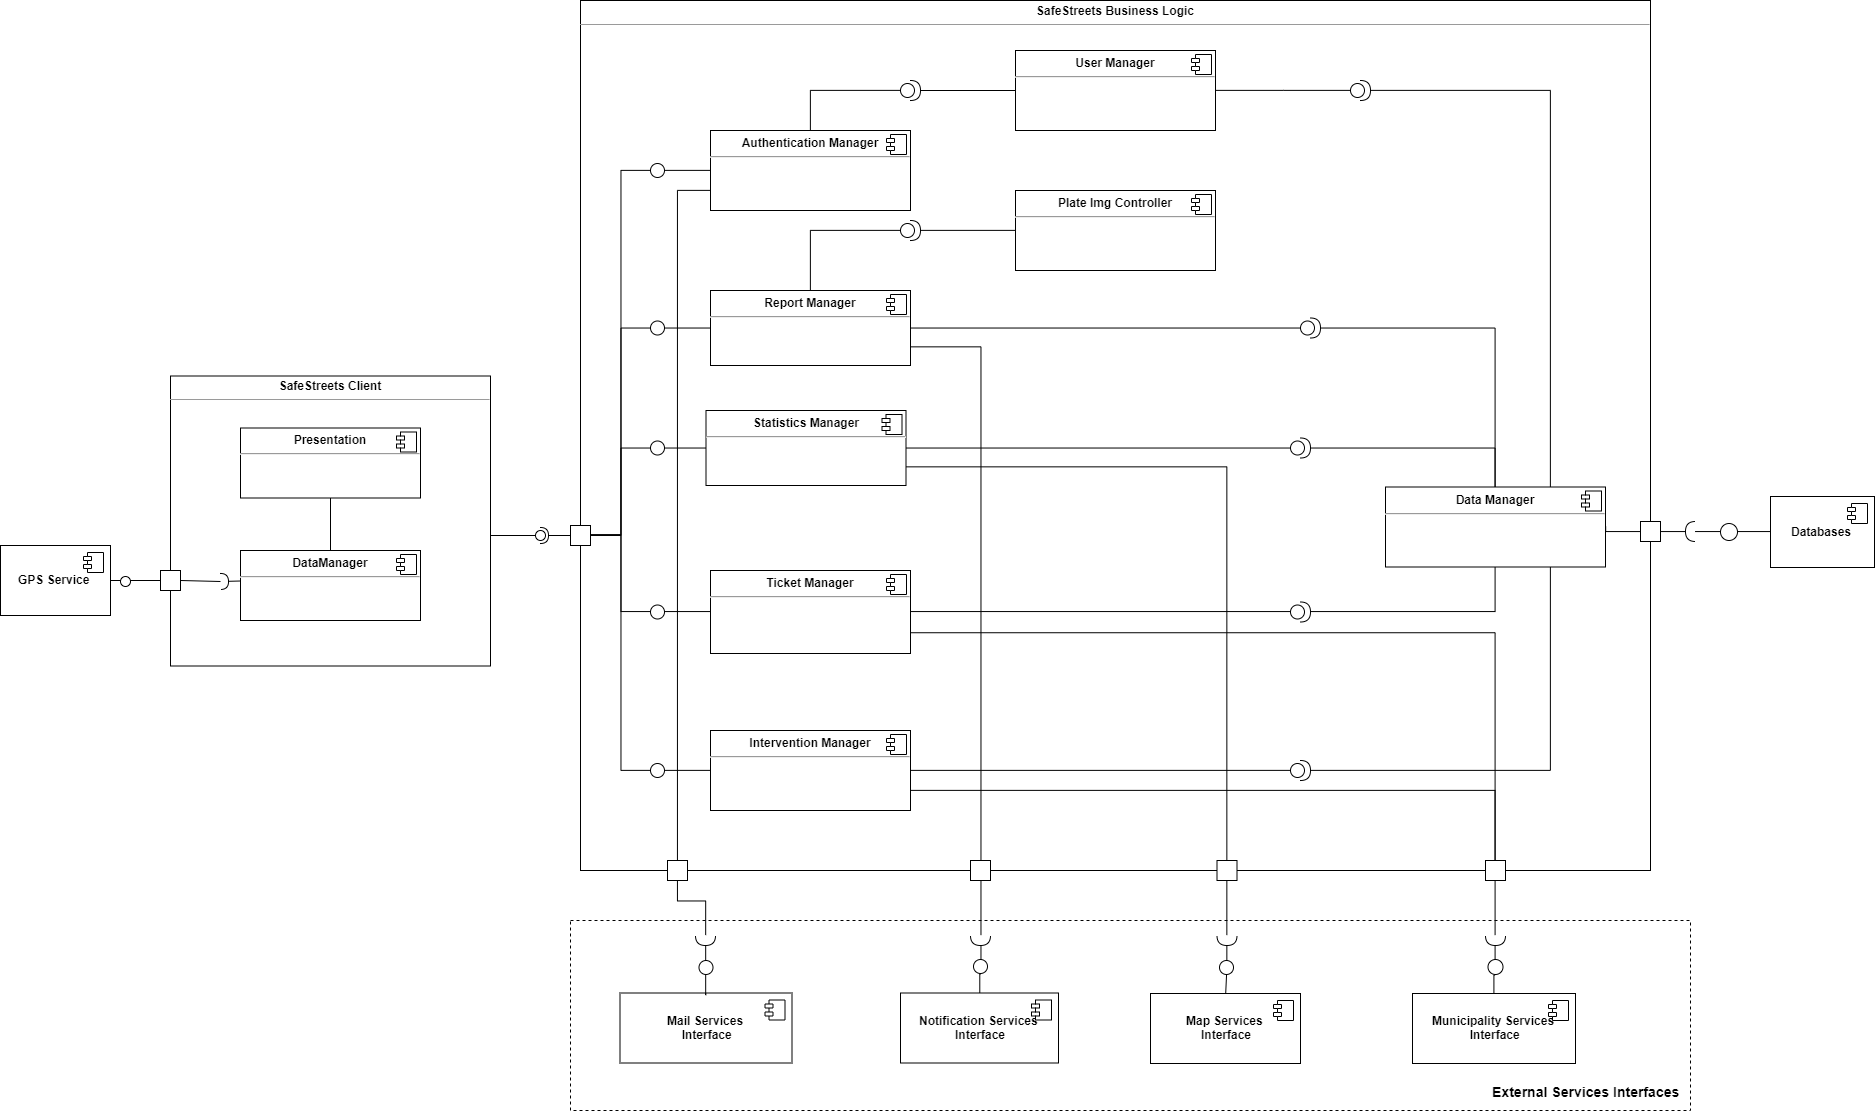 SafeStreets Business Logic
User Manager
Authentication Manager
Plate Img Controller
Report Manager
SafeStreets Client
Statistics Manager
Presentation
Data Manager
Databases
DataManager
GPS Service
Ticket Manager
Intervention Manager
Mail Services
Interface
Notification Services
Interface
Map Services
Interface
Municipality Services
Interface
External Services Interfaces